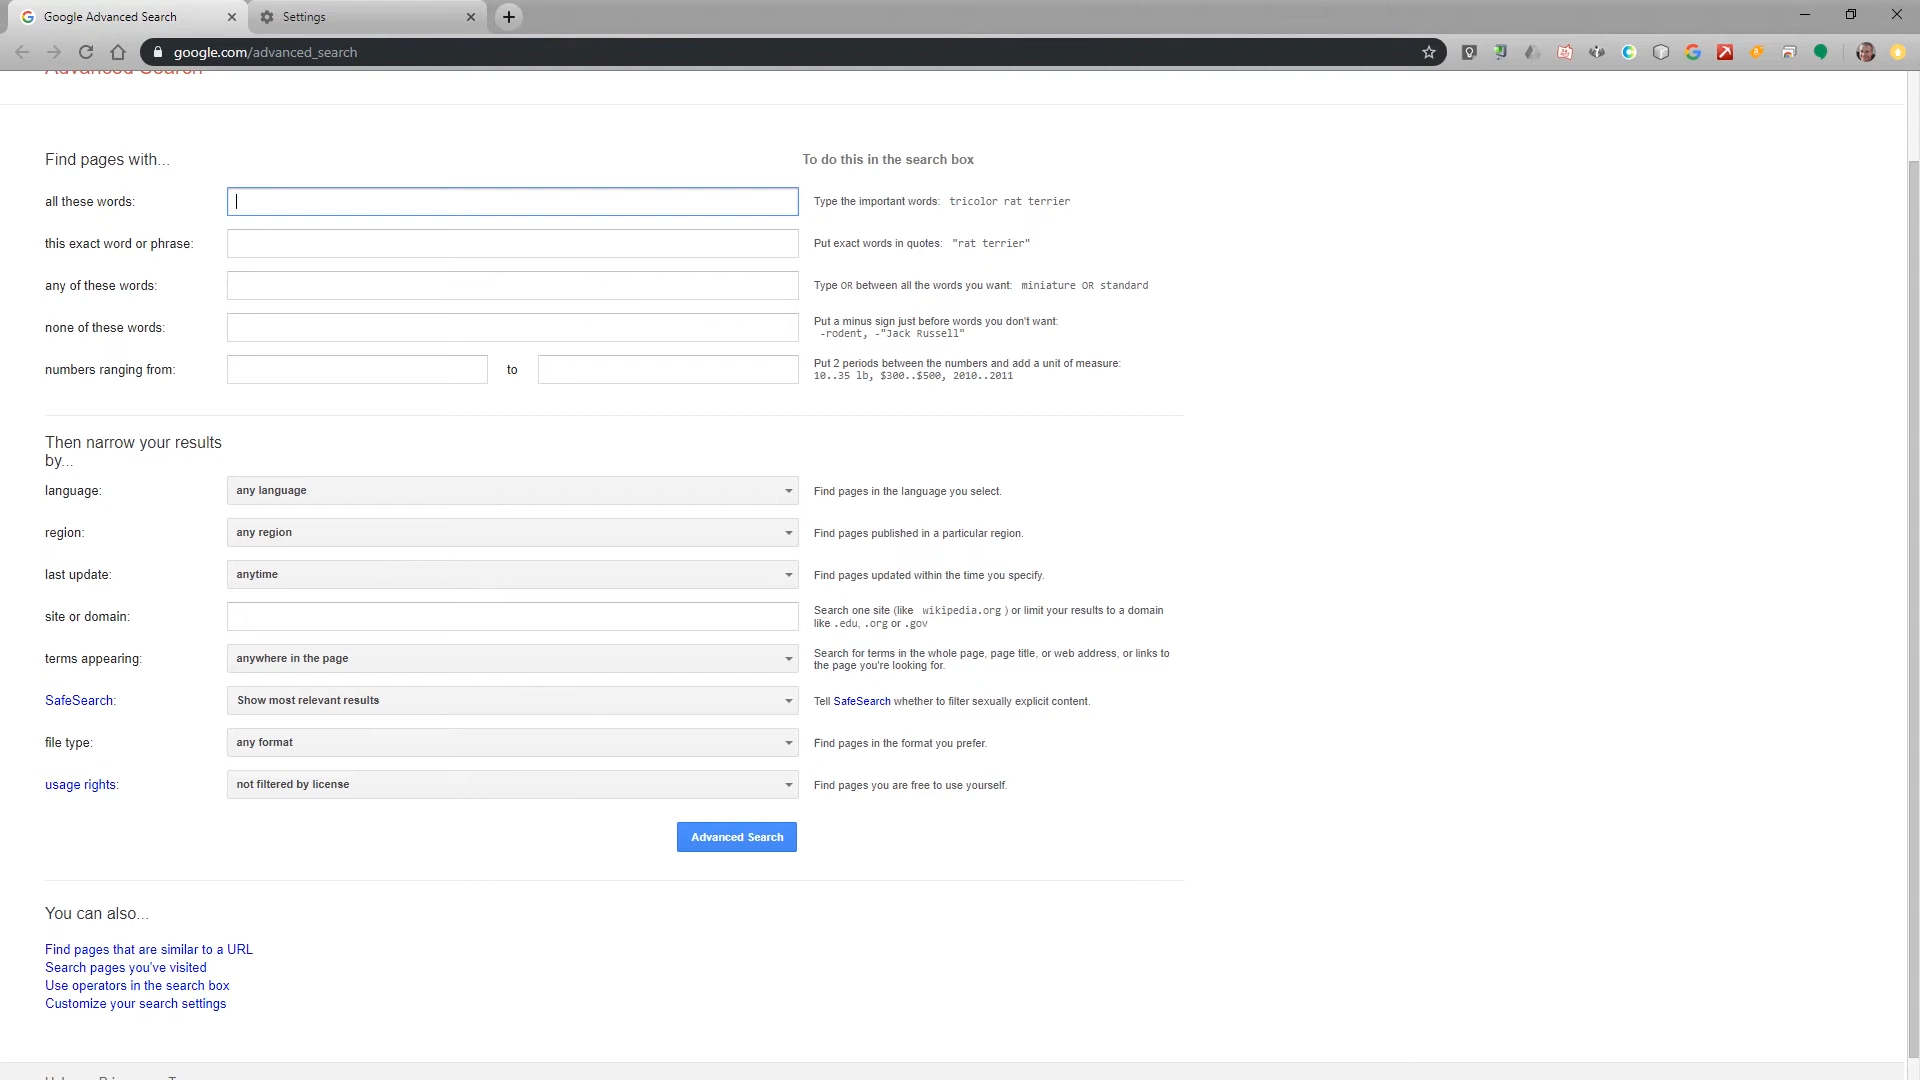 Google Advanced Search
Settings
google.com/advanced_search
Advanced Search
Find pages with...
To do this in the search box
all these words:
Type the important words: tricolor rat terrier
this exact word or phrase:
Put exact words in quotes: "rat terrier"
any of these words:
Type OR between all the words you want: miniature OR standard
none of these words:
Put a minus sign just before words you don't want:
-rodent, -"Jack Russell"
numbers ranging from:
to
Put 2 periods between the numbers and add a unit of measure:
10..35 lb, $300..$500, 2010..2011
Then narrow your results
by...
language:
any language
Find pages in the language you select.
region:
any region
Find pages published in a particular region.
last update:
anytime
Find pages updated within the time you specify.
site or domain:
Search one site (like wikipedia.org ) or limit your results to a domain
like .edu, .org or .gov
terms appearing:
anywhere in the page
Search for terms in the whole page, page title, or web address, or links to
the page you're looking for.
SafeSearch:
Show most relevant results
Tell SafeSearch whether to filter sexually explicit content.
file type:
any format
Find pages in the format you prefer.
usage rights:
not filtered by license
Find pages you are free to use yourself.
Advanced Search
You can also...
Find pages that are similar to a URL
Search pages you've visited
Use operators in the search box
Customize your search settings